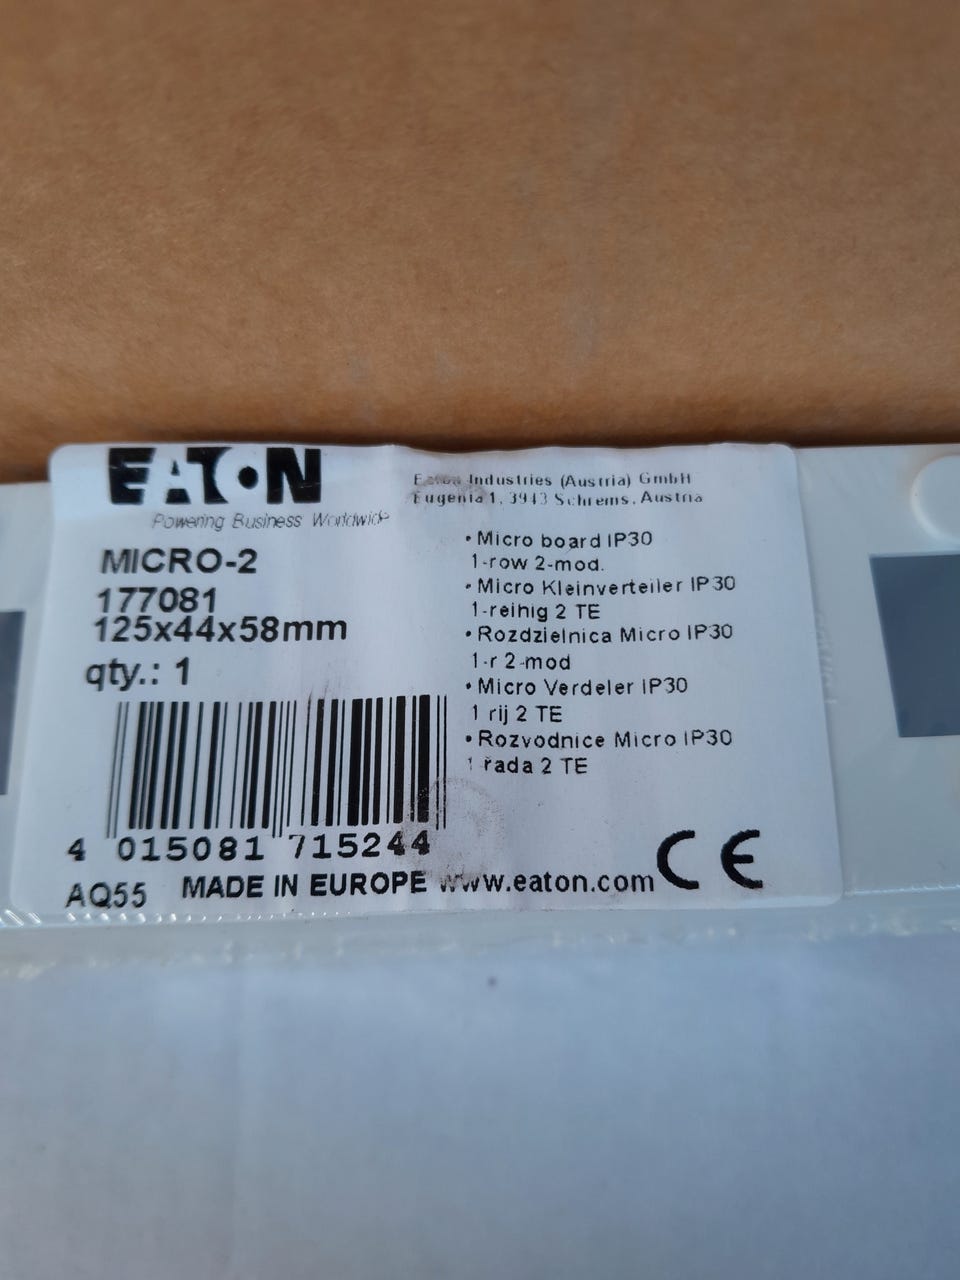 EATON
Powering Business Worldwide
MICRO-2
177081
125x44x58mm
qty.: 1
4 015081 715244
AQ55 MADE IN EUROPE www.eaton.com CE
Eaton Industries (Austria) GmbH
Eugenia 1, 3943 Schrems, Austria
• Micro board IP30
1-row 2-mod.
• Micro Kleinverteiler IP30
1-reihig 2 TE
• Rozdzielnica Micro IP30
1-r 2-mod
• Micro Verdeler IP30
1 rij 2 TE
• Rozvodnice Micro IP30
1 řada 2 TE